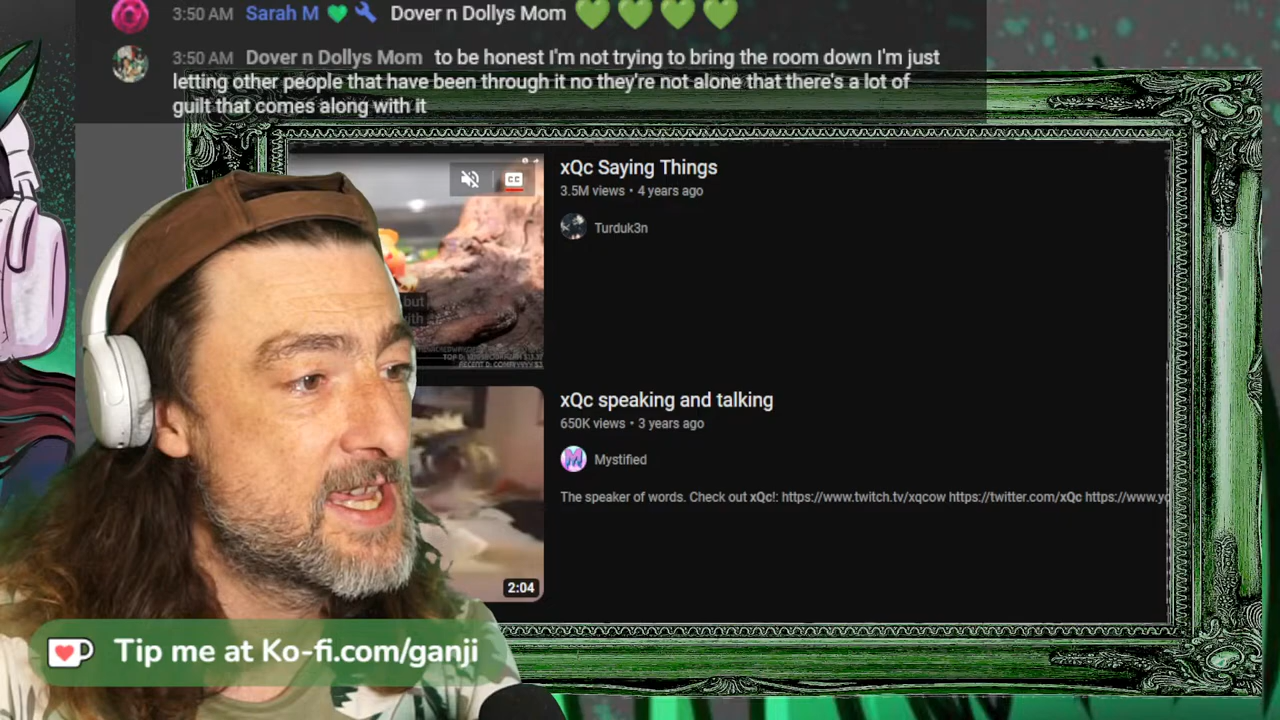 3:50 AM Sarah M Dover n Dollys Mom
3:50 AM Dover n Dollys Mom to be honest I'm not trying to bring the room down I'm just
letting other people that have been through it no they're not alone that there's a lot of
guilt that comes along with it
CC
xQc Saying Things
3.5M views • 4 years ago
Turduk3n
but
xQc speaking and talking
650K views • 3 years ago
Mystified
The speaker of words. Check out xQc!: https://www.twitch.tv/xqcow https://twitter.com/xQc https://www.yo
2:04
Tip me at Ko-fi.com/ganji